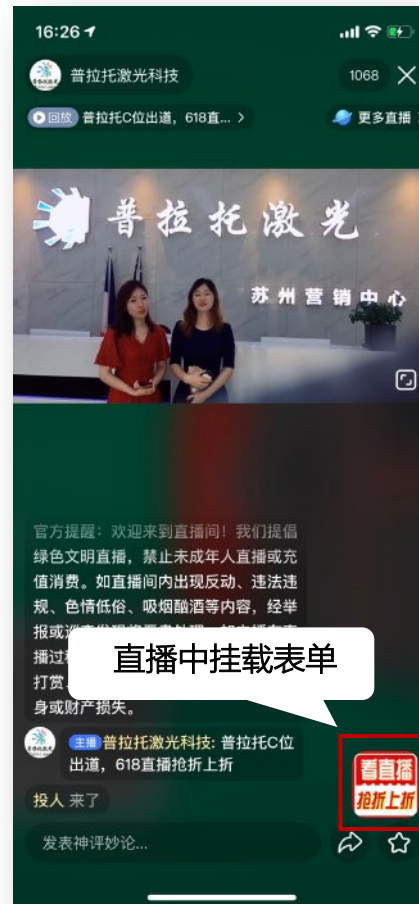 16:26
普拉托激光科技
1068
回放 普拉托C位出道，618直... >
更多直播
普拉托激光
苏州营销中心
官方提醒：欢迎来到直播间！我们提倡
绿色文明直播，禁止未成年人直播或充
值消费。如直播间内出现反动、违法违
规、色情低俗、吸烟酗酒等内容，经举
报或
播过
打赏
身或财产损失。
直播中挂载表单
主播 普拉托激光科技: 普拉托C位
出道，618直播抢折上折
看直播
抢折上折
投人 来了
发表神评妙论...